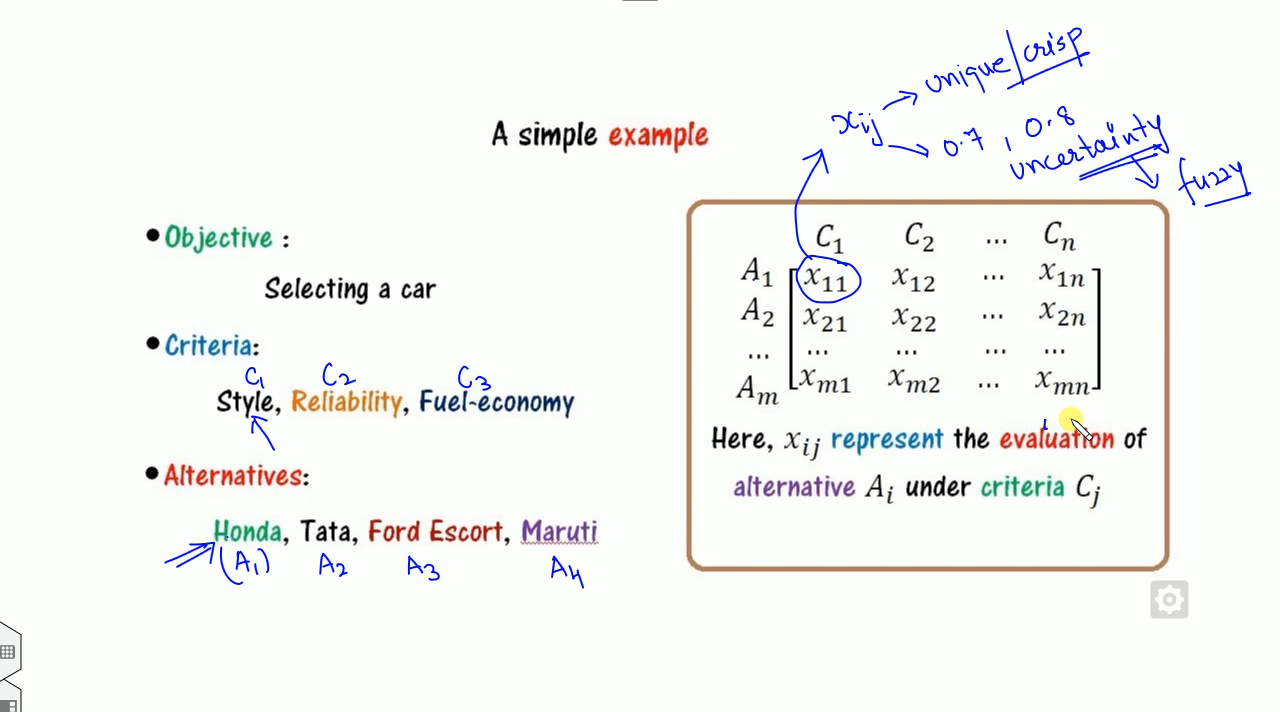 A simple example
x_ij → unique/crisp
→ 0.7, 0.8
uncertainty
fuzzy
• Objective :
Selecting a car
• Criteria:
C1 C2 C3
Style, Reliability, Fuel-economy
• Alternatives:
Honda, Tata, Ford Escort, Maruti
(A1) A2 A3 A4
C_1 C_2 ... C_n
A_1 [x_11 x_12 ... x_1n]
A_2 x_21 x_22 ... x_2n
... ... ... ... ...
A_m x_m1 x_m2 ... x_mn
Here, x_ij represent the evaluation of
alternative A_i under criteria C_j